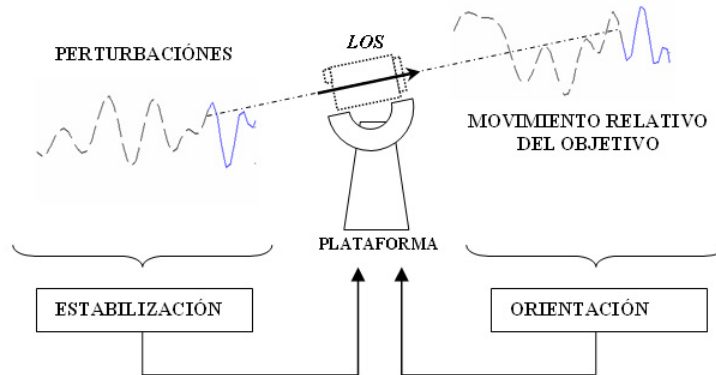 PERTURBACIÓNES
LOS
MOVIMIENTO RELATIVO
DEL OBJETIVO
PLATAFORMA
ESTABILIZACIÓN
ORIENTACIÓN